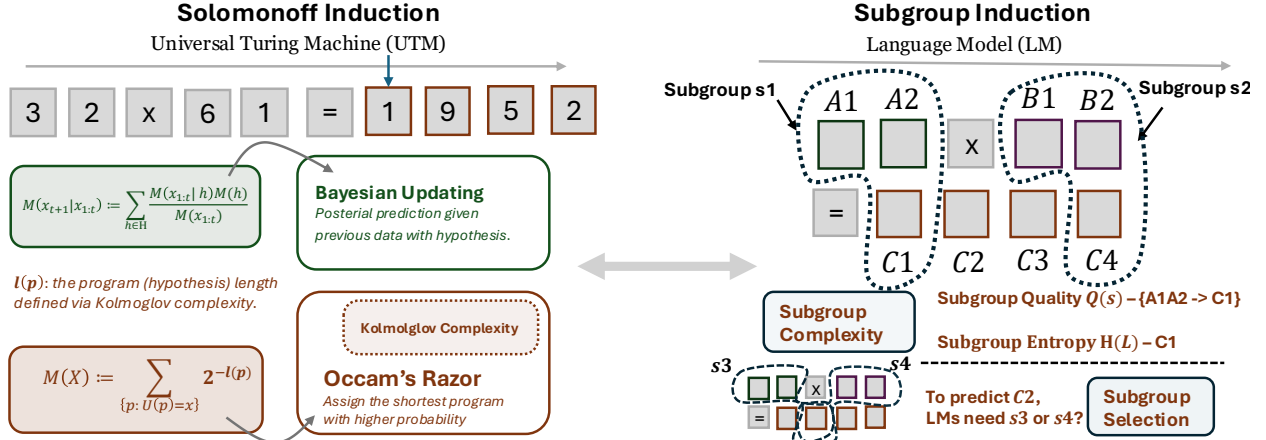 Solomonoff Induction
Universal Turing Machine (UTM)
3 2 x 6 1 = 1 9 5 2
M(x_{t+1}|x_{1:t}) ≔ ∑_{h∈H} M(x_{1:t}| h)M(h) / M(x_{1:t})
Bayesian Updating
Posterial prediction given
previous data with hypothesis.
l(p): the program (hypothesis) length
defined via Kolmoglov complexity.
Kolmolglov Complexity
M(X) ≔ ∑_{{p: U(p)=x}} 2^{-l(p)}
Occam's Razor
Assign the shortest program
with higher probability
Subgroup Induction
Language Model (LM)
Subgroup s1
Subgroup s2
A1 A2 B1 B2
x
=
C1 C2 C3 C4
Subgroup
Complexity
Subgroup Quality Q(s) – {A1A2 -> C1}
Subgroup Entropy H(L) – C1
s3 s4
x
=
To predict C2,
LMs need s3 or s4?
Subgroup
Selection